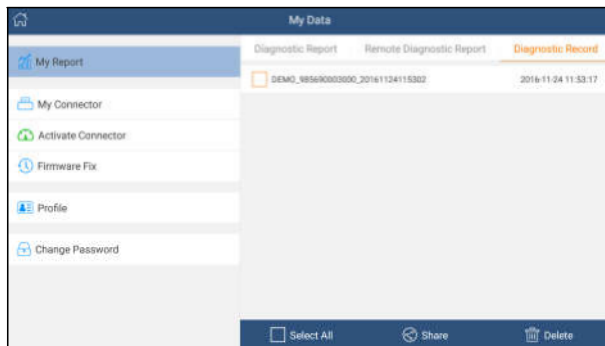 My Data
My Report
My Connector
Activate Connector
Firmware Fix
Profile
Change Password
Diagnostic Report Remote Diagnostic Report Diagnostic Record
DEMO_985690003000_20161124115302 2016-11-24 11:53:17
Select All Share Delete